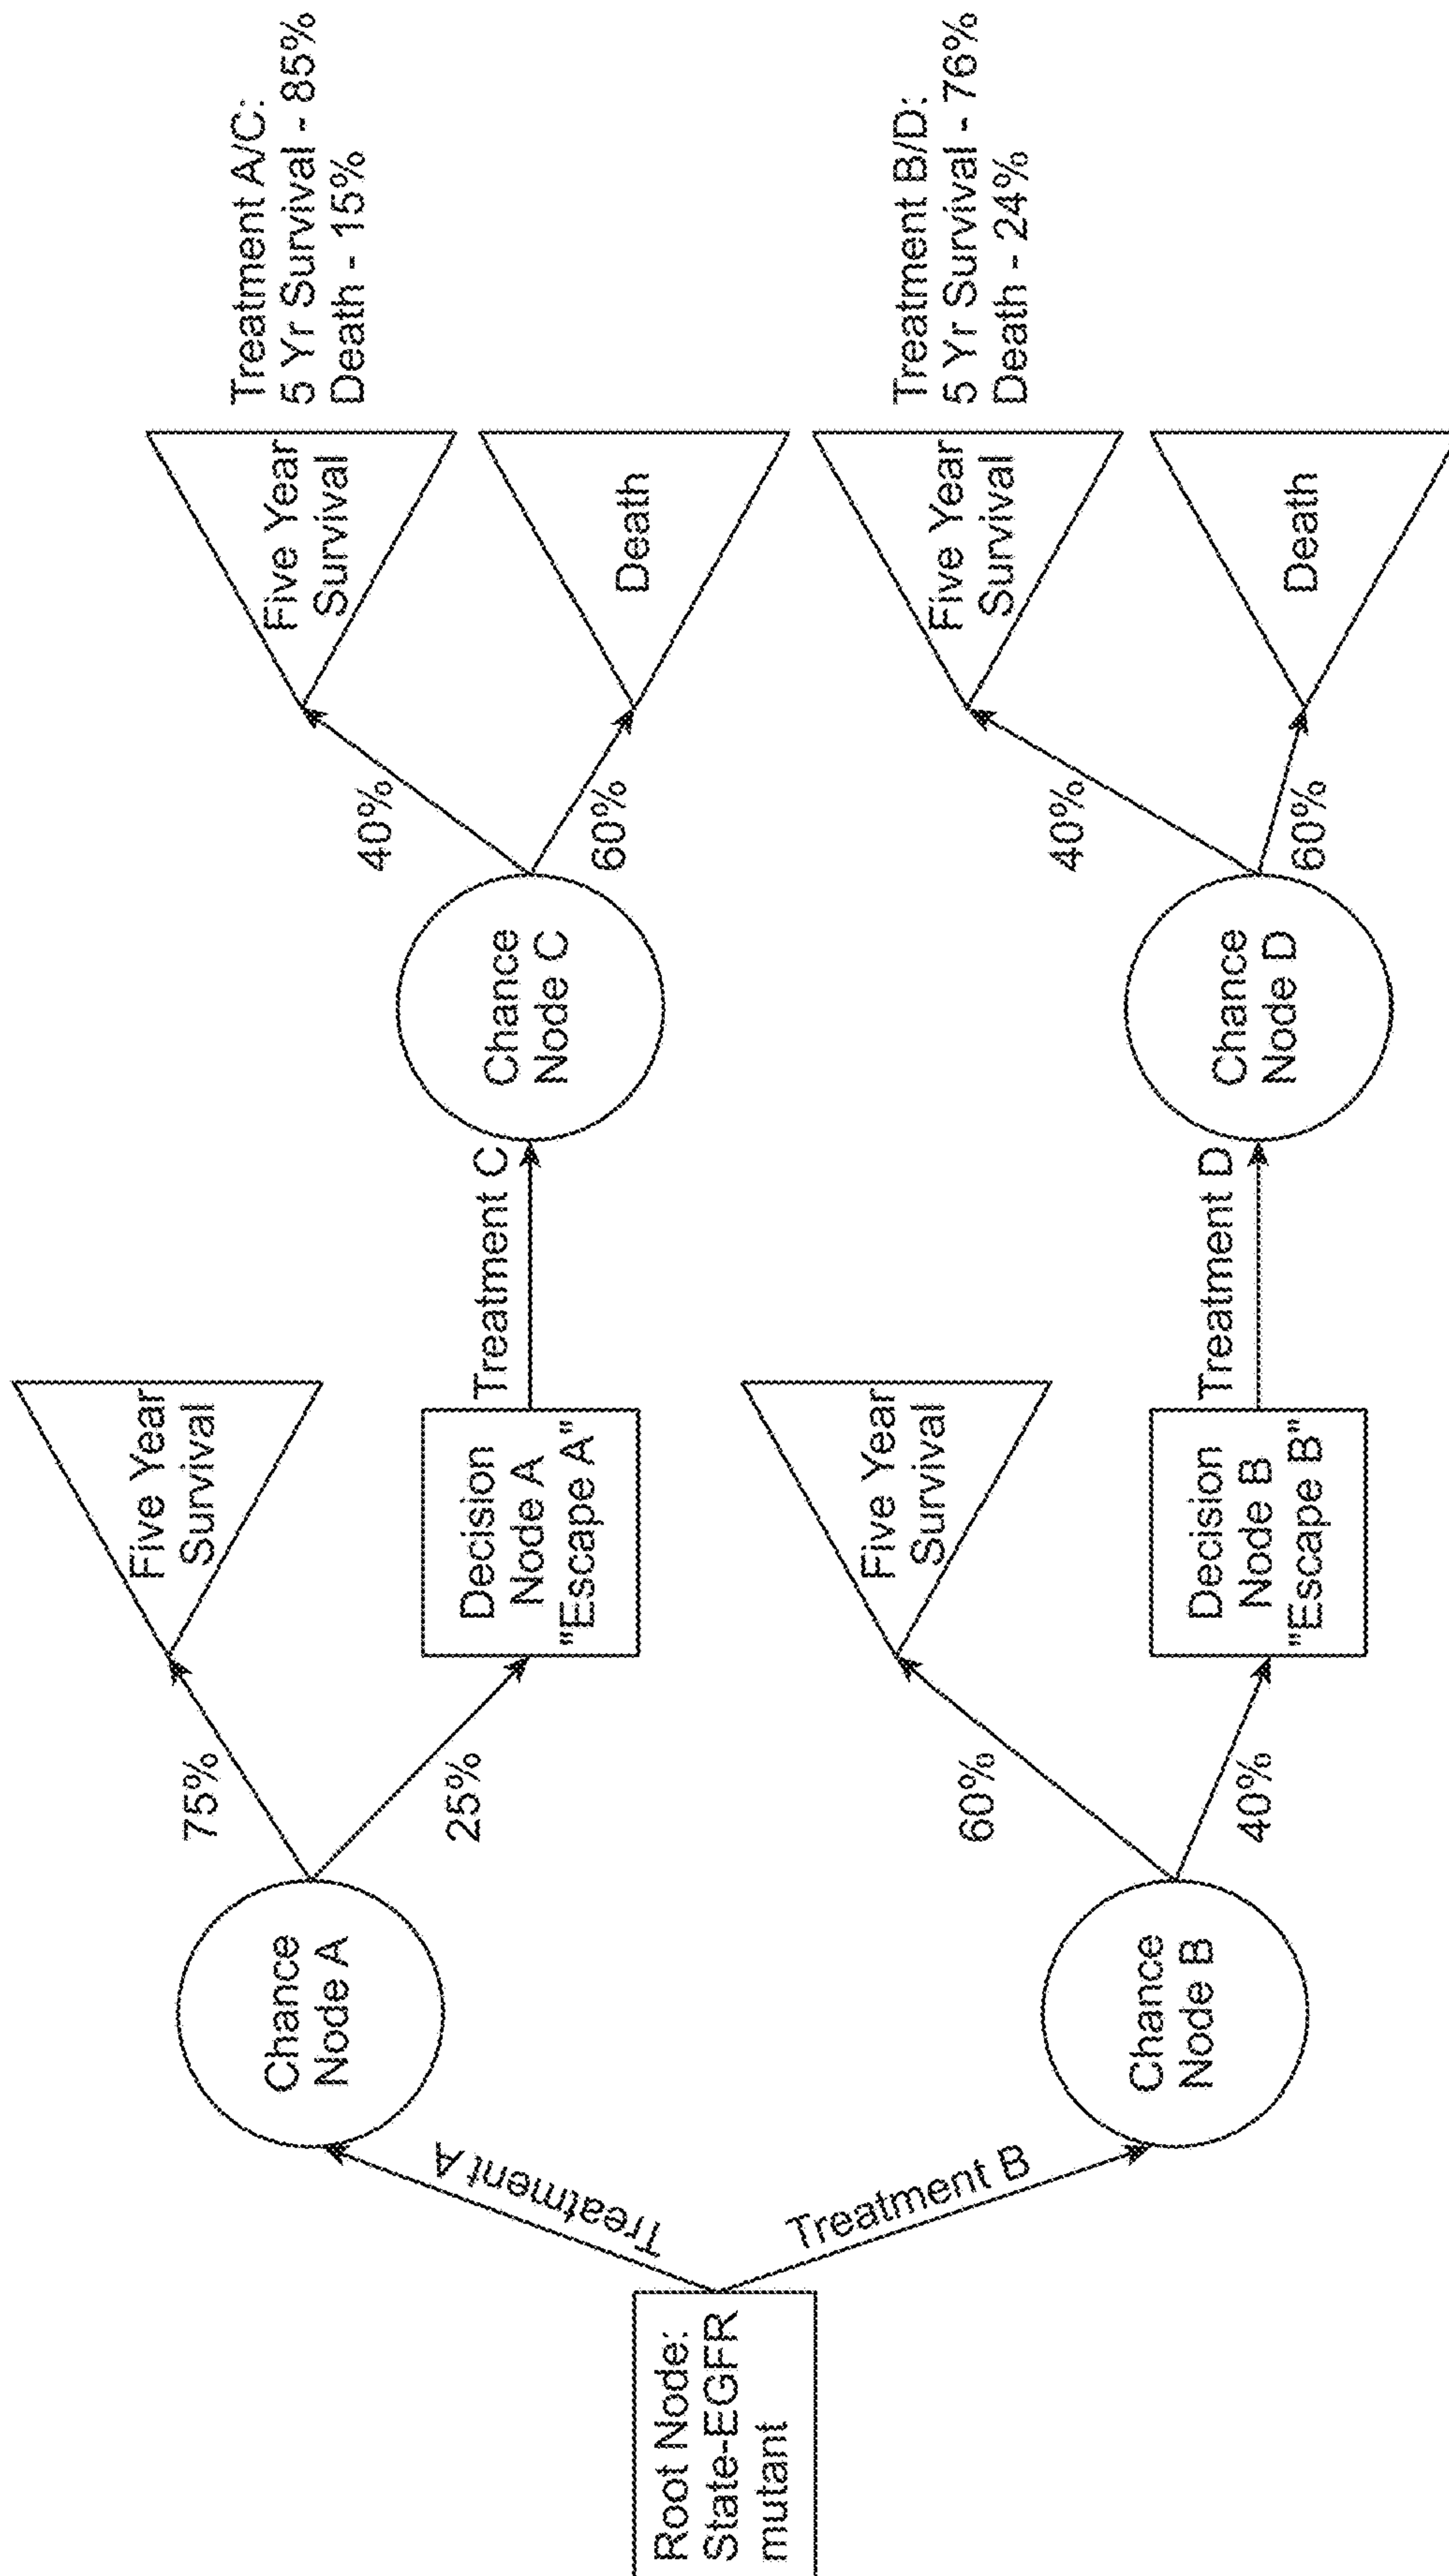 Root Node:
State-EGFR
mutant
Treatment A
Treatment B
Chance
Node A
75%
25%
Five Year
Survival
Decision
Node A
"Escape A"
Treatment C
Chance
Node C
40%
60%
Five Year
Survival
Death
Treatment A/C:
5 Yr Survival - 85%
Death - 15%
Chance
Node B
60%
40%
Five Year
Survival
Decision
Node B
"Escape B"
Treatment D
Chance
Node D
40%
60%
Five Year
Survival
Death
Treatment B/D:
5 Yr Survival - 76%
Death - 24%